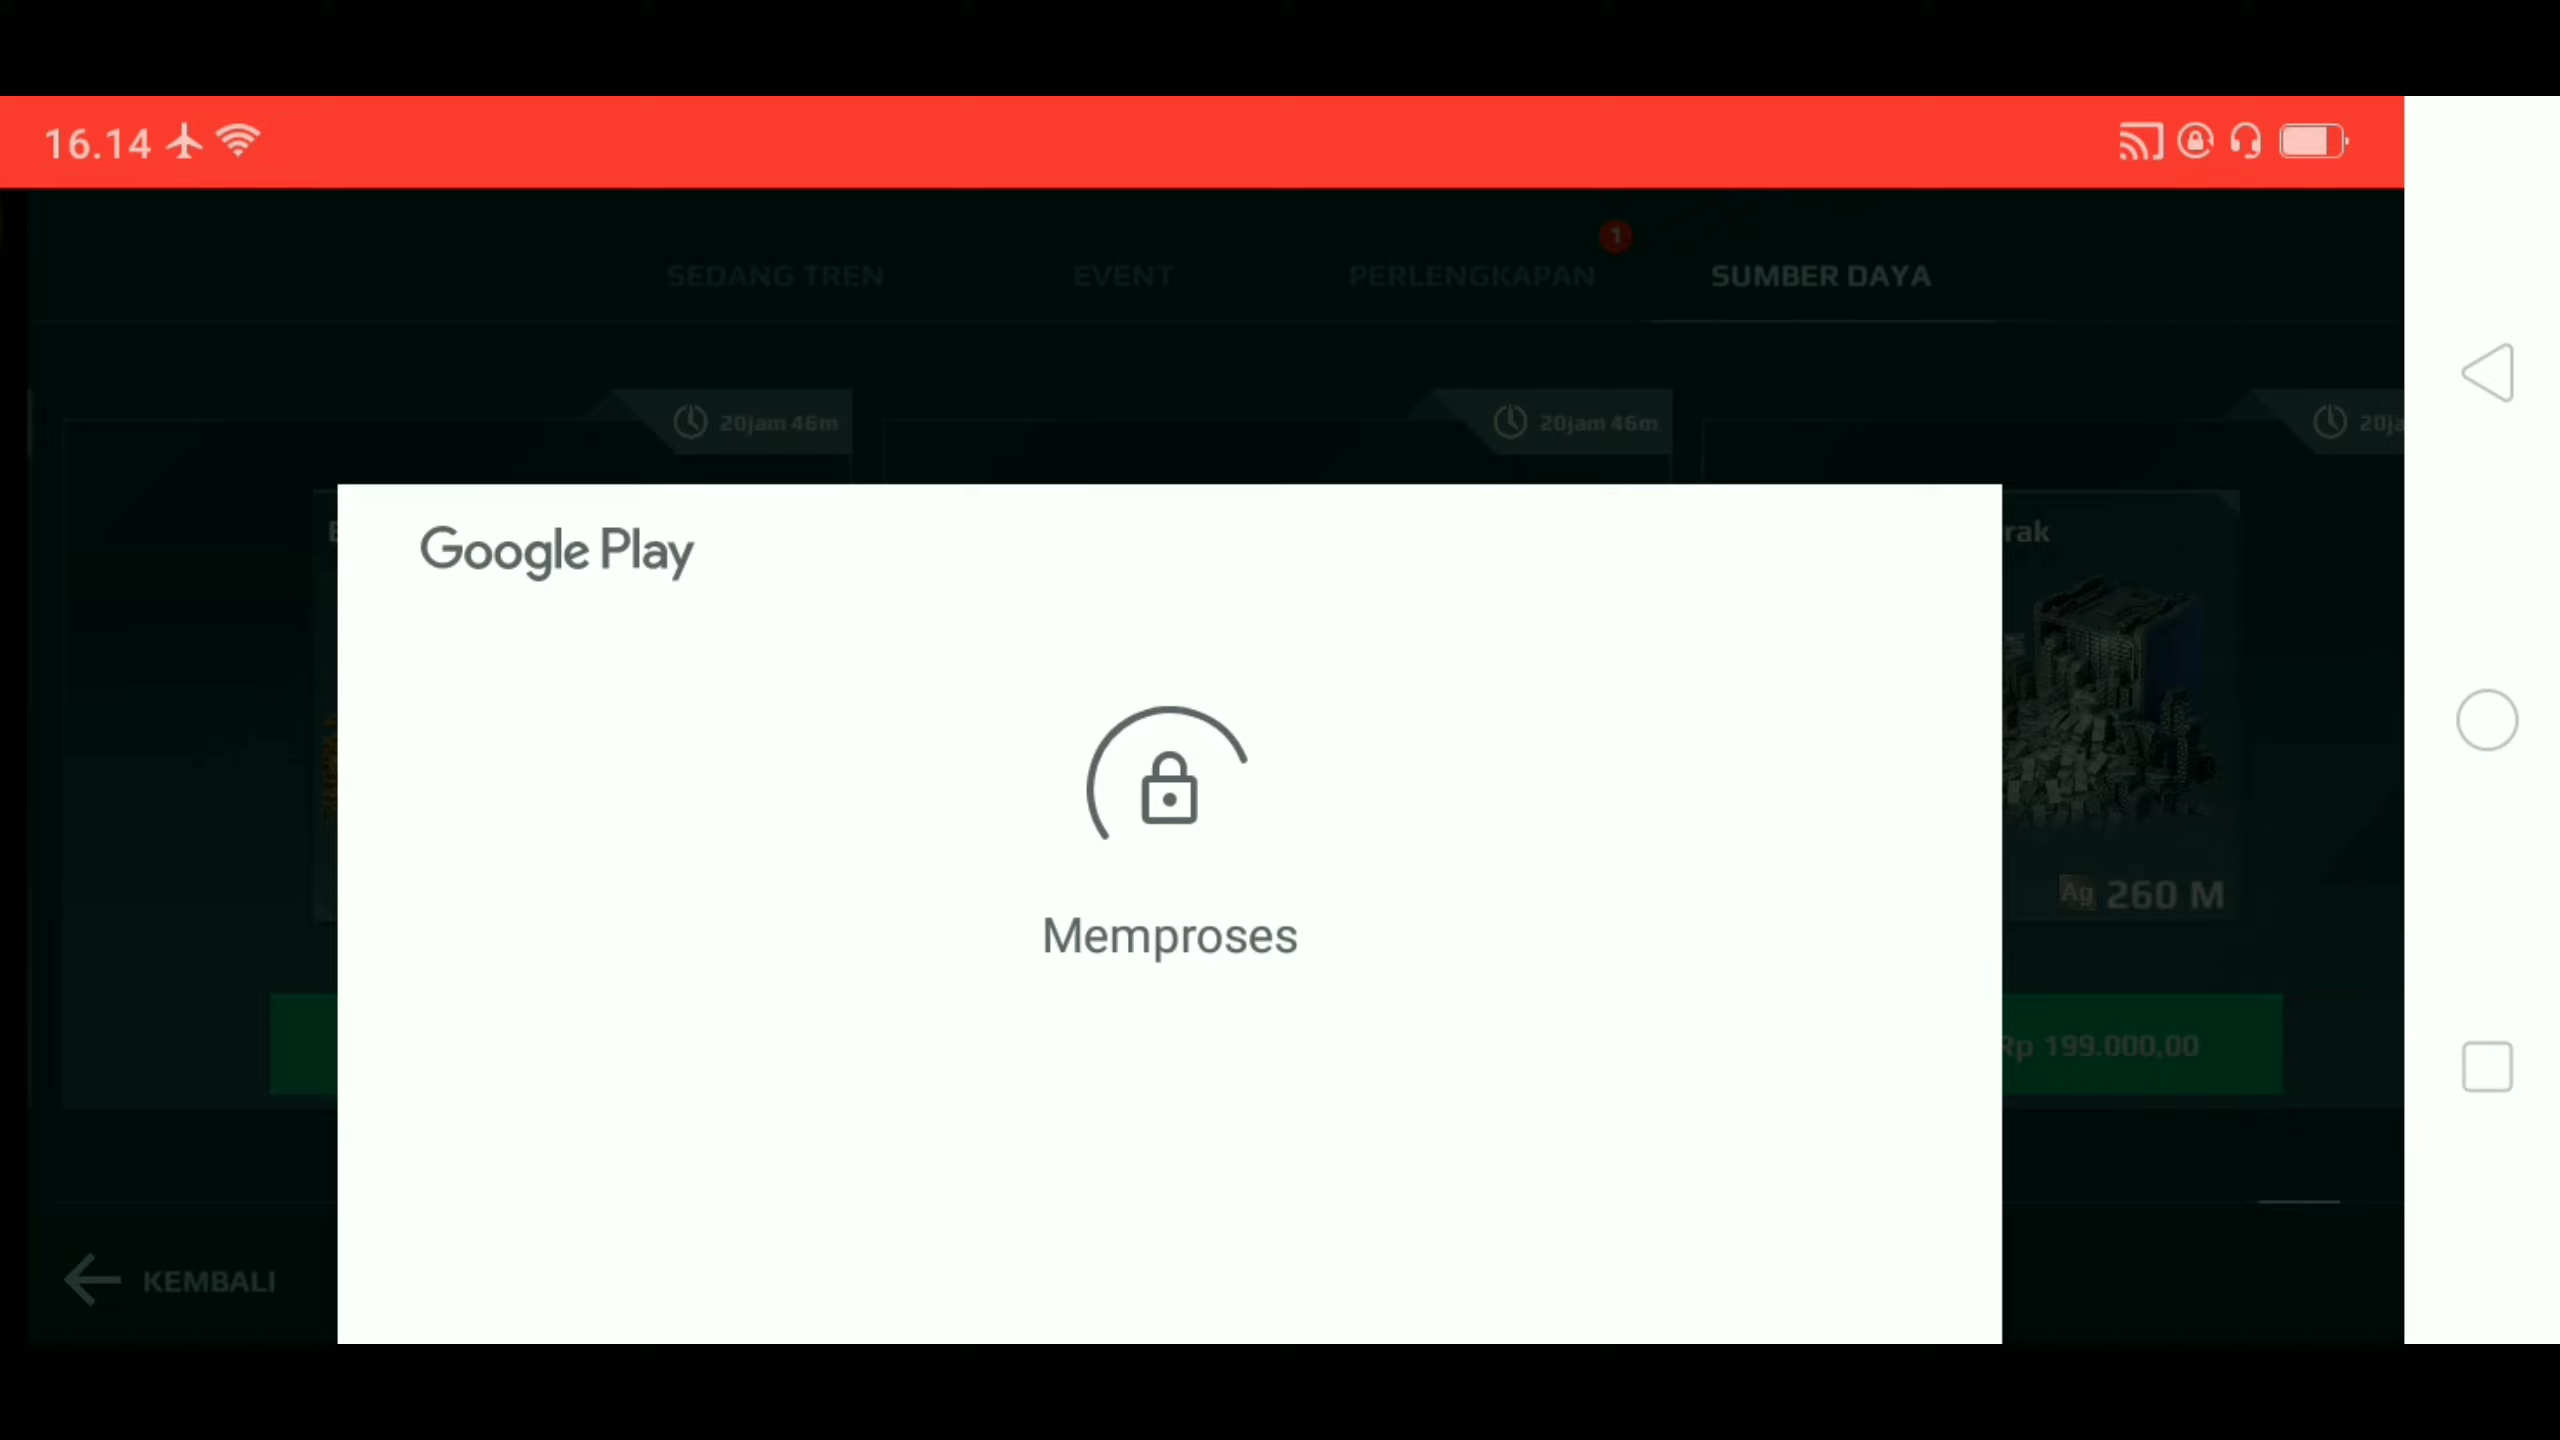 16.14
1
SEDANG TREN
EVENT
PERLENGKAPAN
SUMBER DAYA
20jam 46m
20jam 46m
Google Play
Ag 260 M
Memproses
Rp 199.000,00
KEMBALI